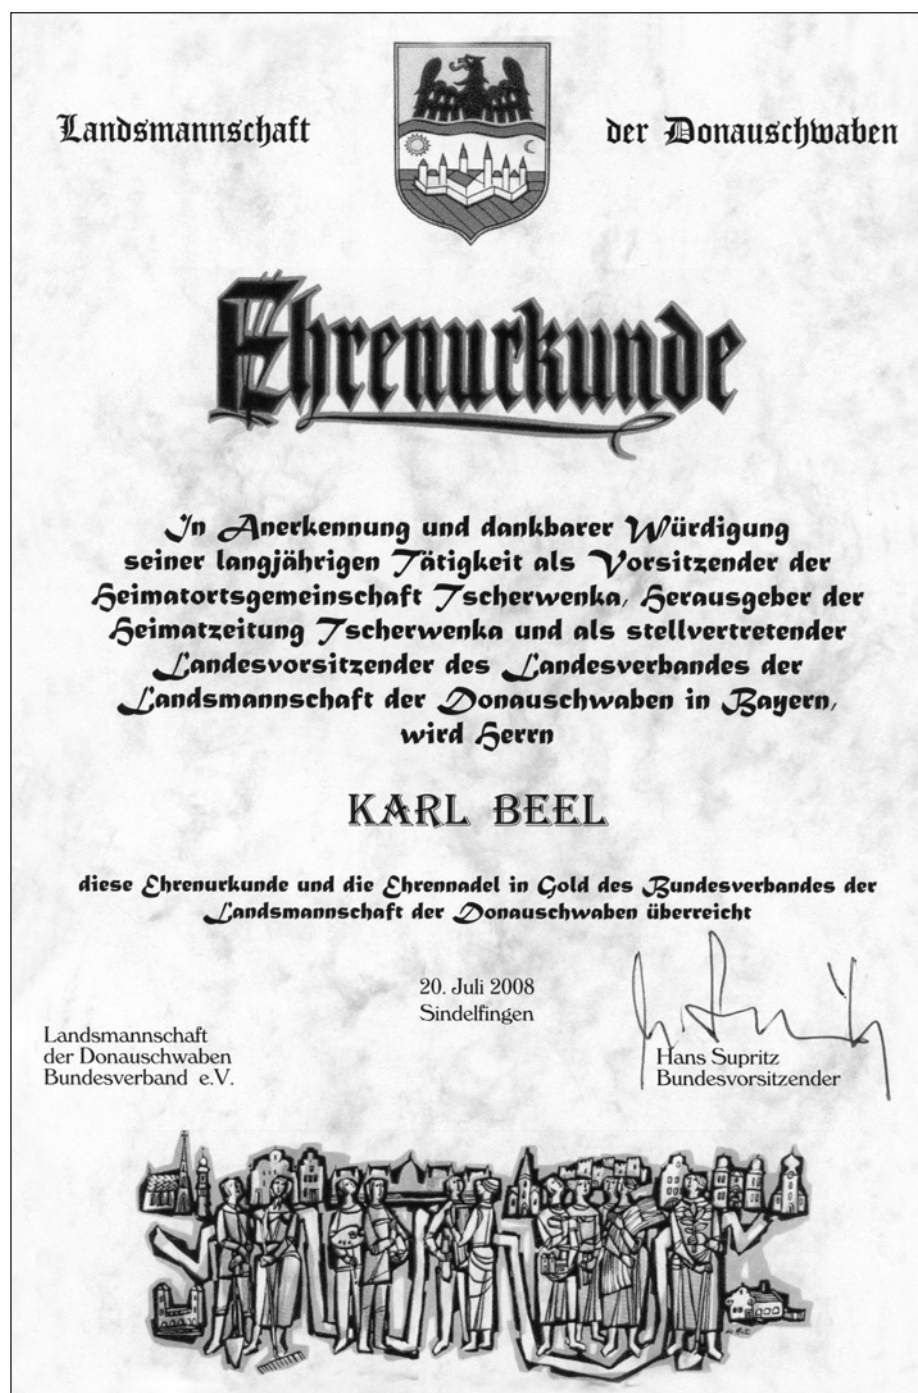 Landsmannschaft der Donauschwaben
Ehrenurkunde
In Anerkennung und dankbarer Würdigung
seiner langjährigen Tätigkeit als Vorsitzender der
Heimatortsgemeinschaft Tscherwenka, Herausgeber der
Heimatzeitung Tscherwenka und als stellvertretender
Landesvorsitzender des Landesverbandes der
Landsmannschaft der Donauschwaben in Bayern,
wird Herrn
KARL BEEL
diese Ehrenurkunde und die Ehrennadel in Gold des Bundesverbandes der
Landsmannschaft der Donauschwaben überreicht
20. Juli 2008
Sindelfingen
Landsmannschaft
der Donauschwaben
Bundesverband e.V.
Hans Supritz
Bundesvorsitzender